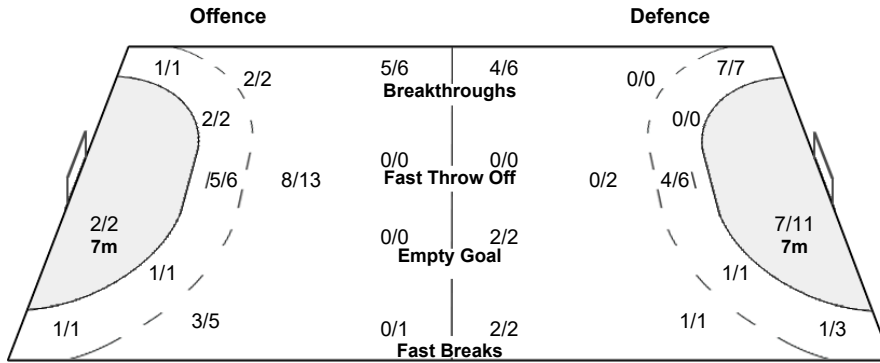 Offence Defence
1/1 2/2 5/6 4/6 0/0 7/7
Breakthroughs
2/2 0/0
0/0 0/0
Fast Throw Off
5/6 8/13 0/2 4/6
2/2 7/11
7m 7m
0/0 2/2
Empty Goal
1/1 1/1
1/1 3/5 0/1 2/2 1/1 1/3
Fast Breaks